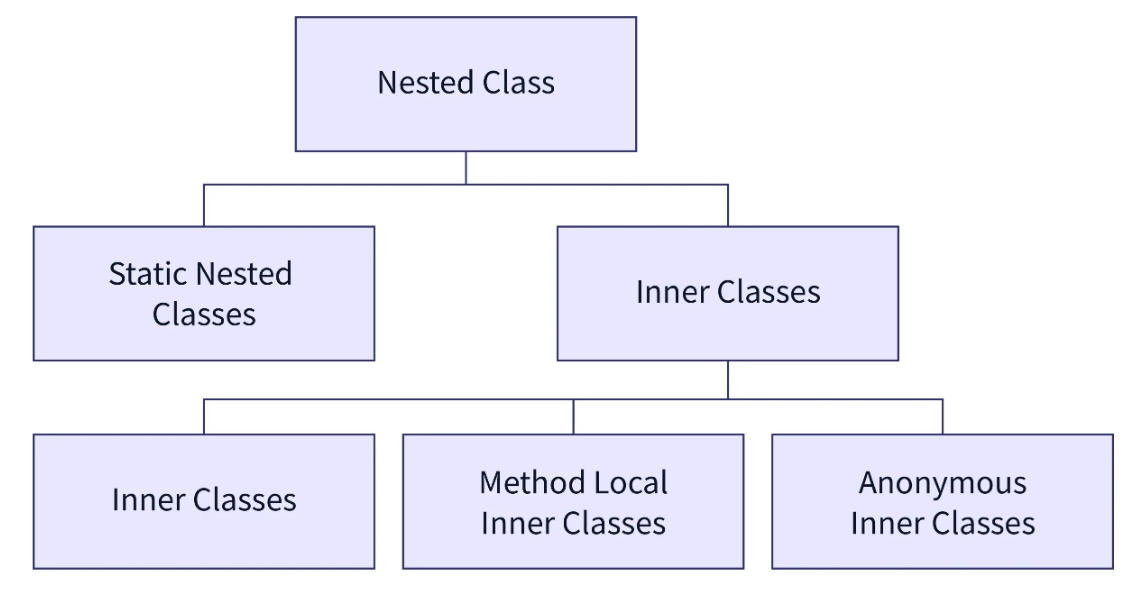 Nested Class
Static Nested
Classes
Inner Classes
Inner Classes
Method Local
Inner Classes
Anonymous
Inner Classes